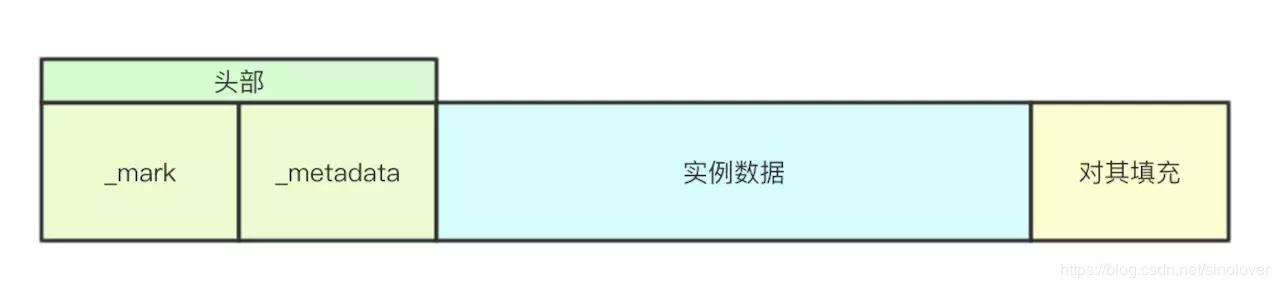 头部
_mark
_metadata
实例数据
对其填充
https://blog.csdn.net/sinolover